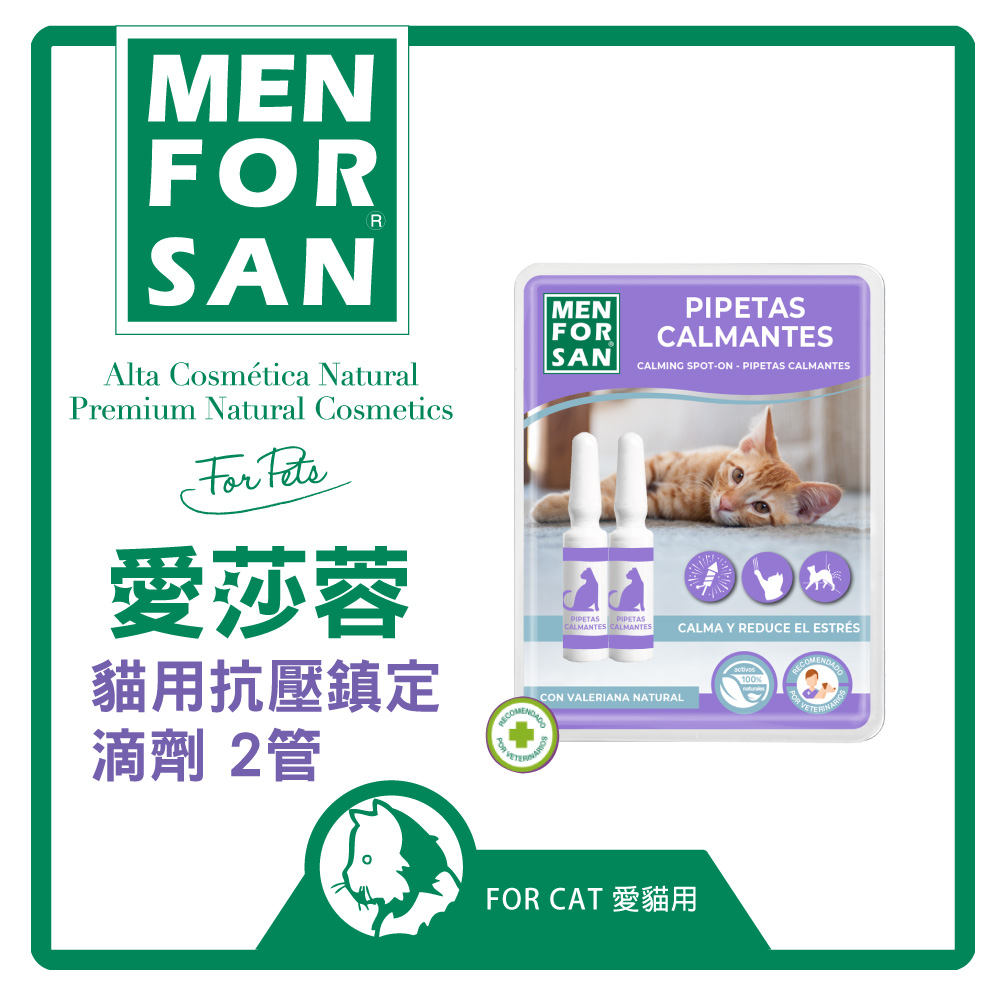 MEN
FOR
SAN
®
Alta Cosmética Natural
Premium Natural Cosmetics
For Pets
愛莎蓉
貓用抗壓鎮定
滴劑 2管
MEN
FOR
SAN
®
PIPETAS
CALMANTES
CALMING SPOT-ON - PIPETAS CALMANTES
PIPETAS
CALMANTES
PIPETAS
CALMANTES
CALMA Y REDUCE EL ESTRÉS
activos
100%
naturales
RECOMENDADO
POR VETERINARIOS
CON VALERIANA NATURAL
RECOMENDADO
POR VETERINARIOS
FOR CAT 愛貓用